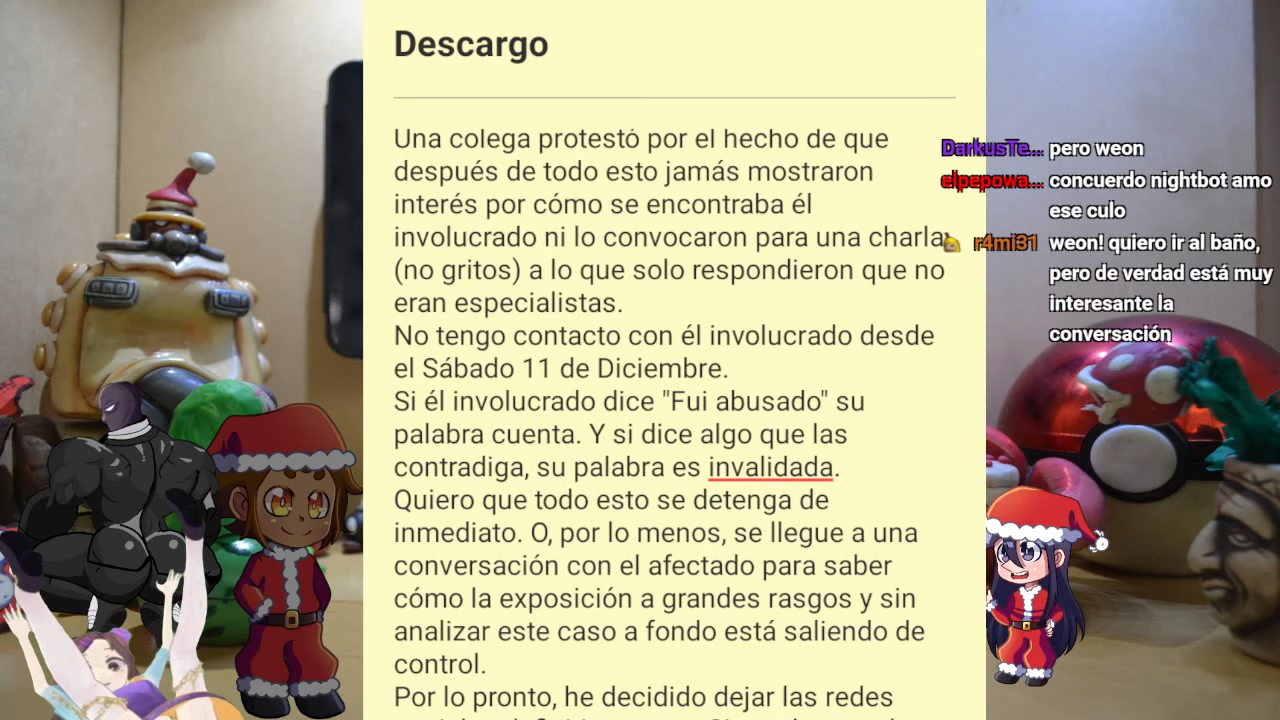 Descargo
Una colega protestó por el hecho de que
después de todo esto jamás mostraron
interés por cómo se encontraba él
involucrado ni lo convocaron para una charla
(no gritos) a lo que solo respondieron que no
eran especialistas.
No tengo contacto con él involucrado desde
el Sábado 11 de Diciembre.
Si él involucrado dice "Fui abusado" su
palabra cuenta. Y si dice algo que las
contradiga, su palabra es invalidada.
Quiero que todo esto se detenga de
inmediato. O, por lo menos, se llegue a una
conversación con el afectado para saber
cómo la exposición a grandes rasgos y sin
analizar este caso a fondo está saliendo de
control.
Por lo pronto, he decidido dejar las redes
DarkusTe... pero weon
elpepowa... concuerdo nightbot amo
ese culo
r4mi31 weon! quiero ir al baño,
pero de verdad está muy
interesante la
conversación